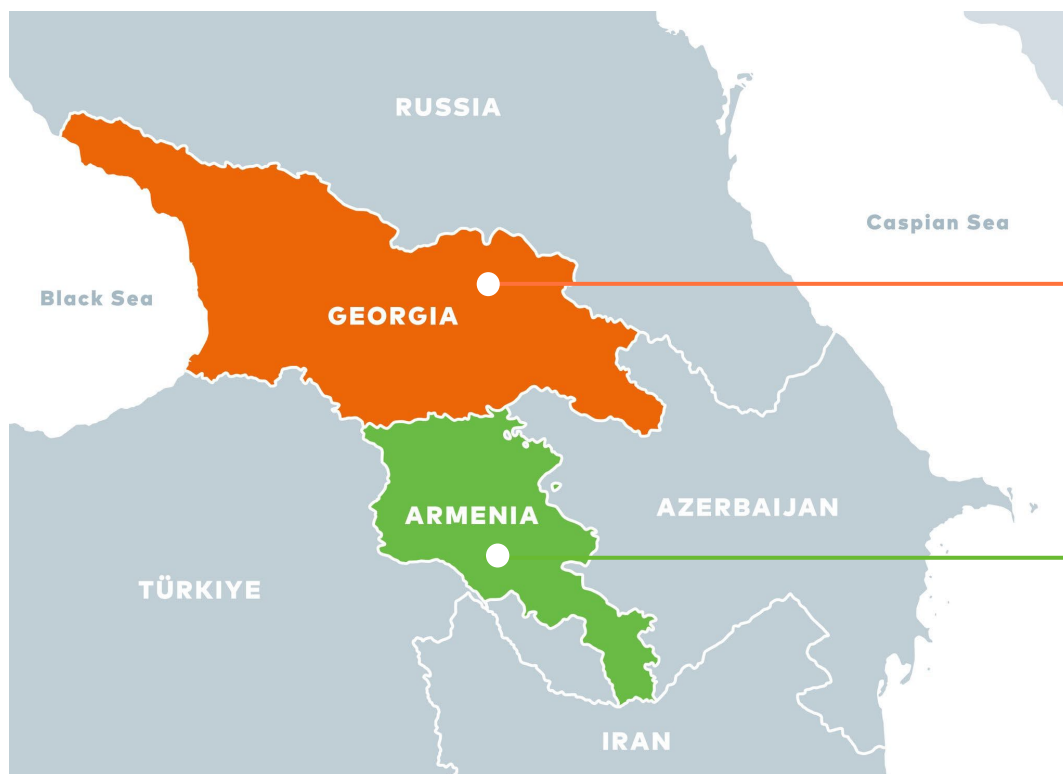 RUSSIA
Caspian Sea
Black Sea
GEORGIA
AZERBAIJAN
ARMENIA
TÜRKIYE
IRAN